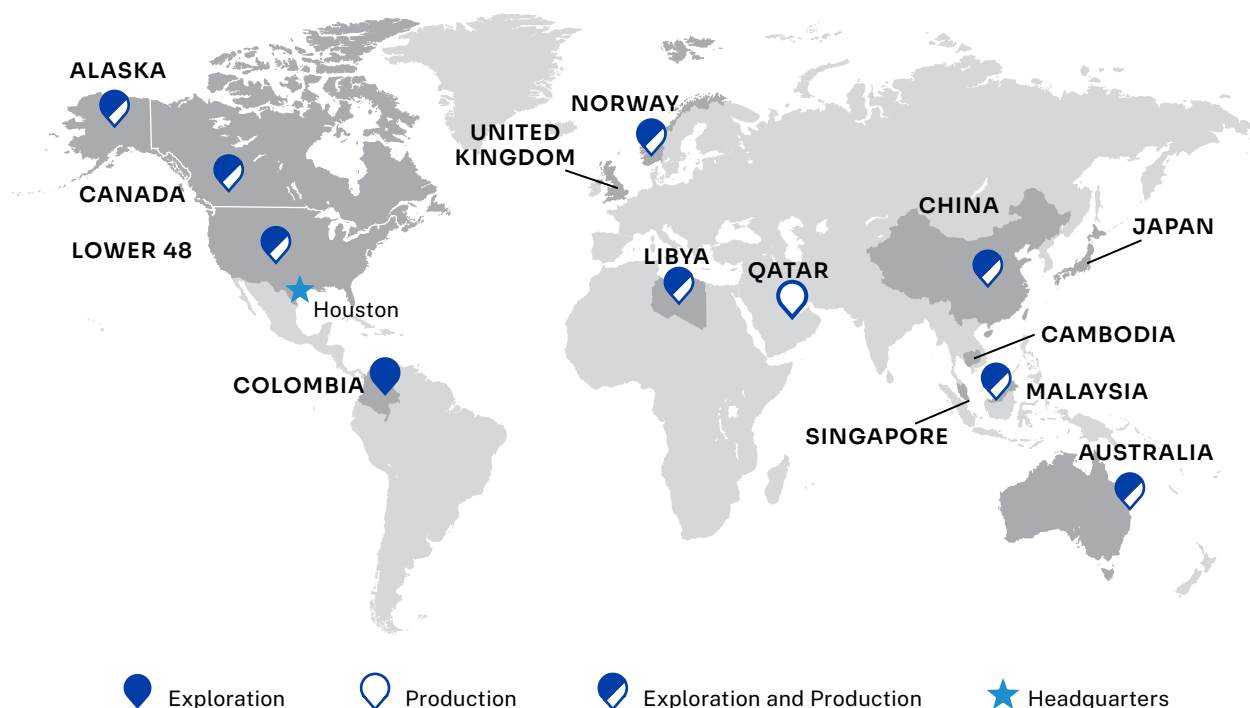 ALASKA
NORWAY
UNITED
KINGDOM
CANADA
CHINA
JAPAN
LOWER 48
LIBYA
QATAR
Houston
CAMBODIA
COLOMBIA
MALAYSIA
SINGAPORE
AUSTRALIA
Exploration
Production
Exploration and Production
Headquarters